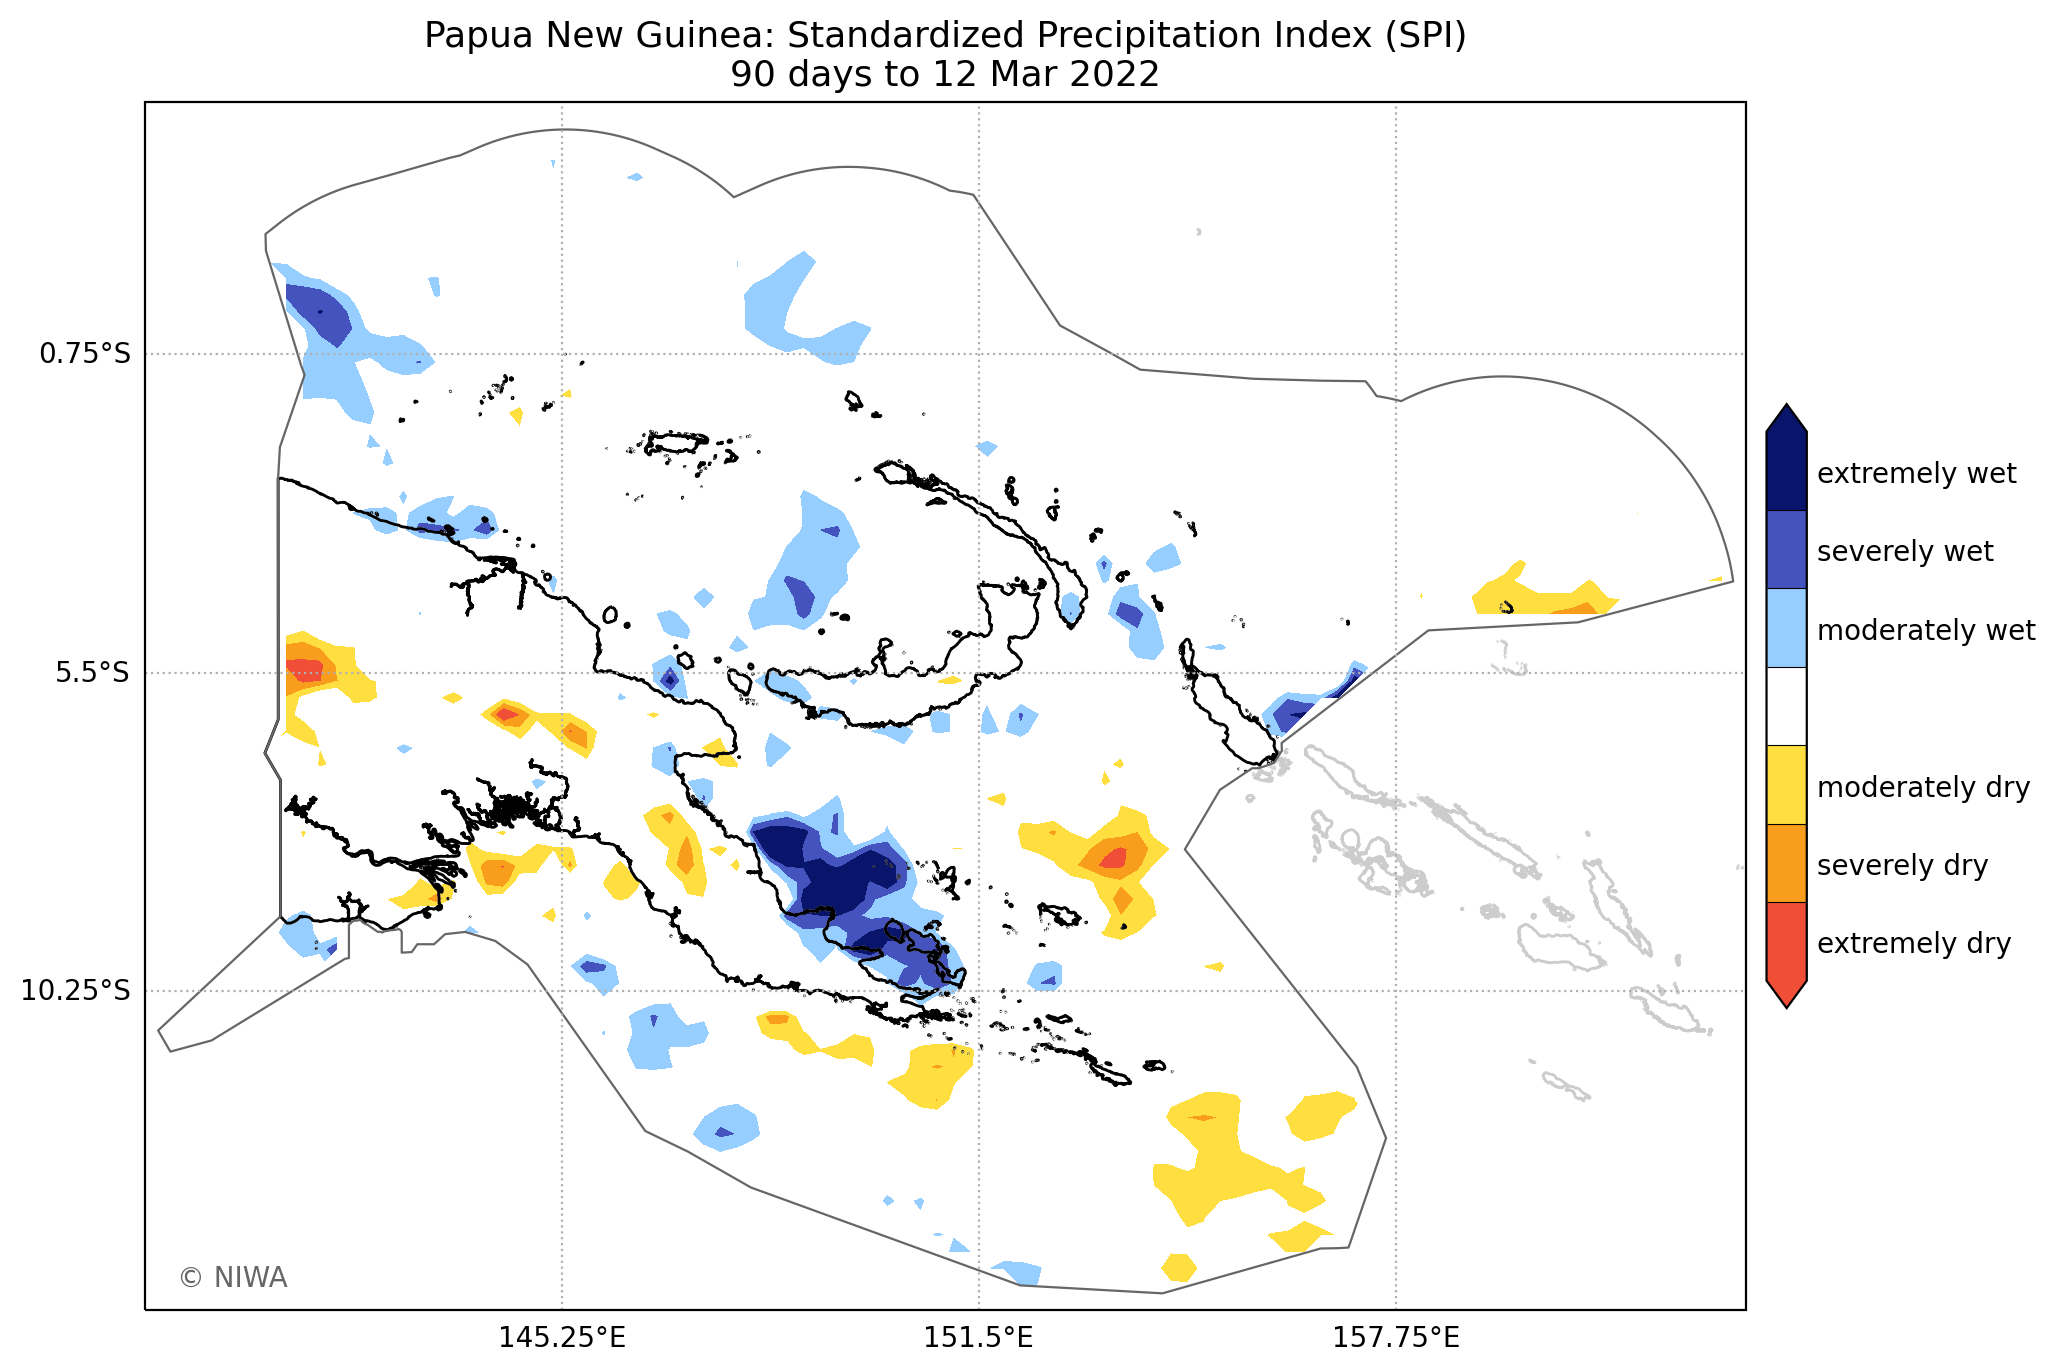 Papua New Guinea: Standardized Precipitation Index (SPI)
90 days to 12 Mar 2022
0.75°S
5.5°S
10.25°S
145.25°E
151.5°E
157.75°E
extremely wet
severely wet
moderately wet
moderately dry
severely dry
extremely dry
© NIWA